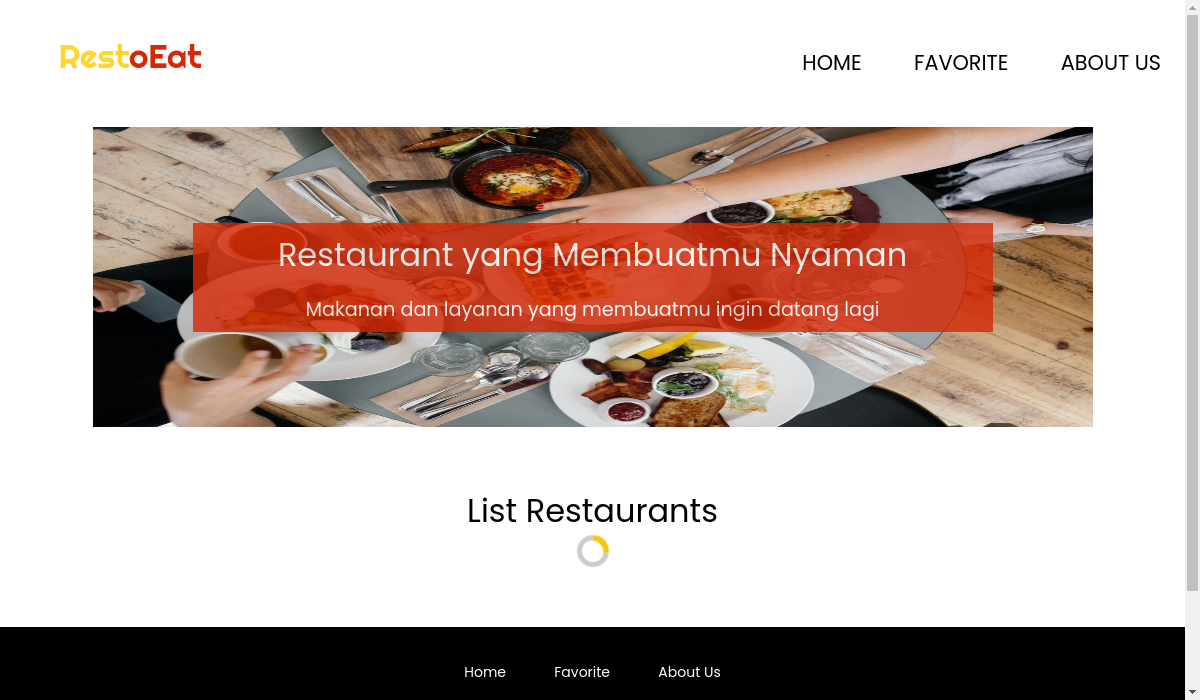 RestoEat
HOME FAVORITE ABOUT US
Restaurant yang Membuatmu Nyaman
Makanan dan layanan yang membuatmu ingin datang lagi
List Restaurants
Home Favorite About Us